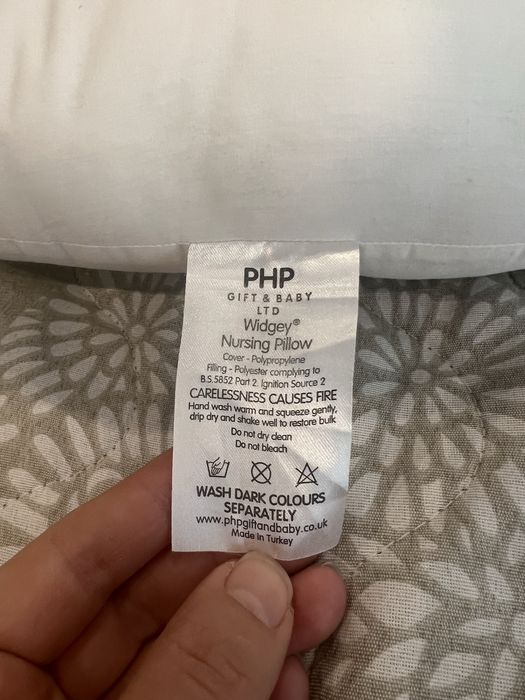 PHP
GIFT & BABY
LTD
Widgey®
Nursing Pillow
Cover - Polypropylene
Filling - Polyester complying to
B.S.5852 Part 2. Ignition Source 2
CARELESSNESS CAUSES FIRE
Hand wash warm and squeeze gently,
drip dry and shake well to restore bulk
Do not dry clean
Do not bleach
WASH DARK COLOURS
SEPARATELY
www.phpgiftandbaby.co.uk
Made in Turkey